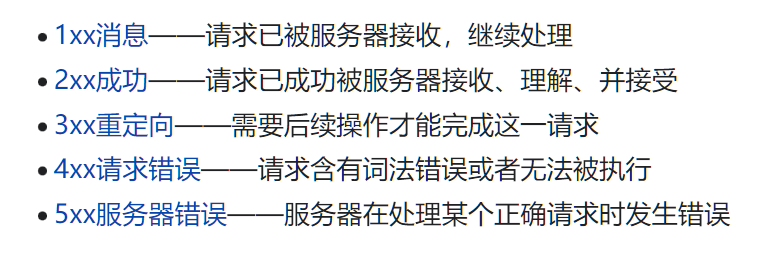 • 1xx消息——请求已被服务器接收，继续处理
• 2xx成功——请求已成功被服务器接收、理解、并接受
• 3xx重定向——需要后续操作才能完成这一请求
• 4xx请求错误——请求含有词法错误或者无法被执行
• 5xx服务器错误——服务器在处理某个正确请求时发生错误